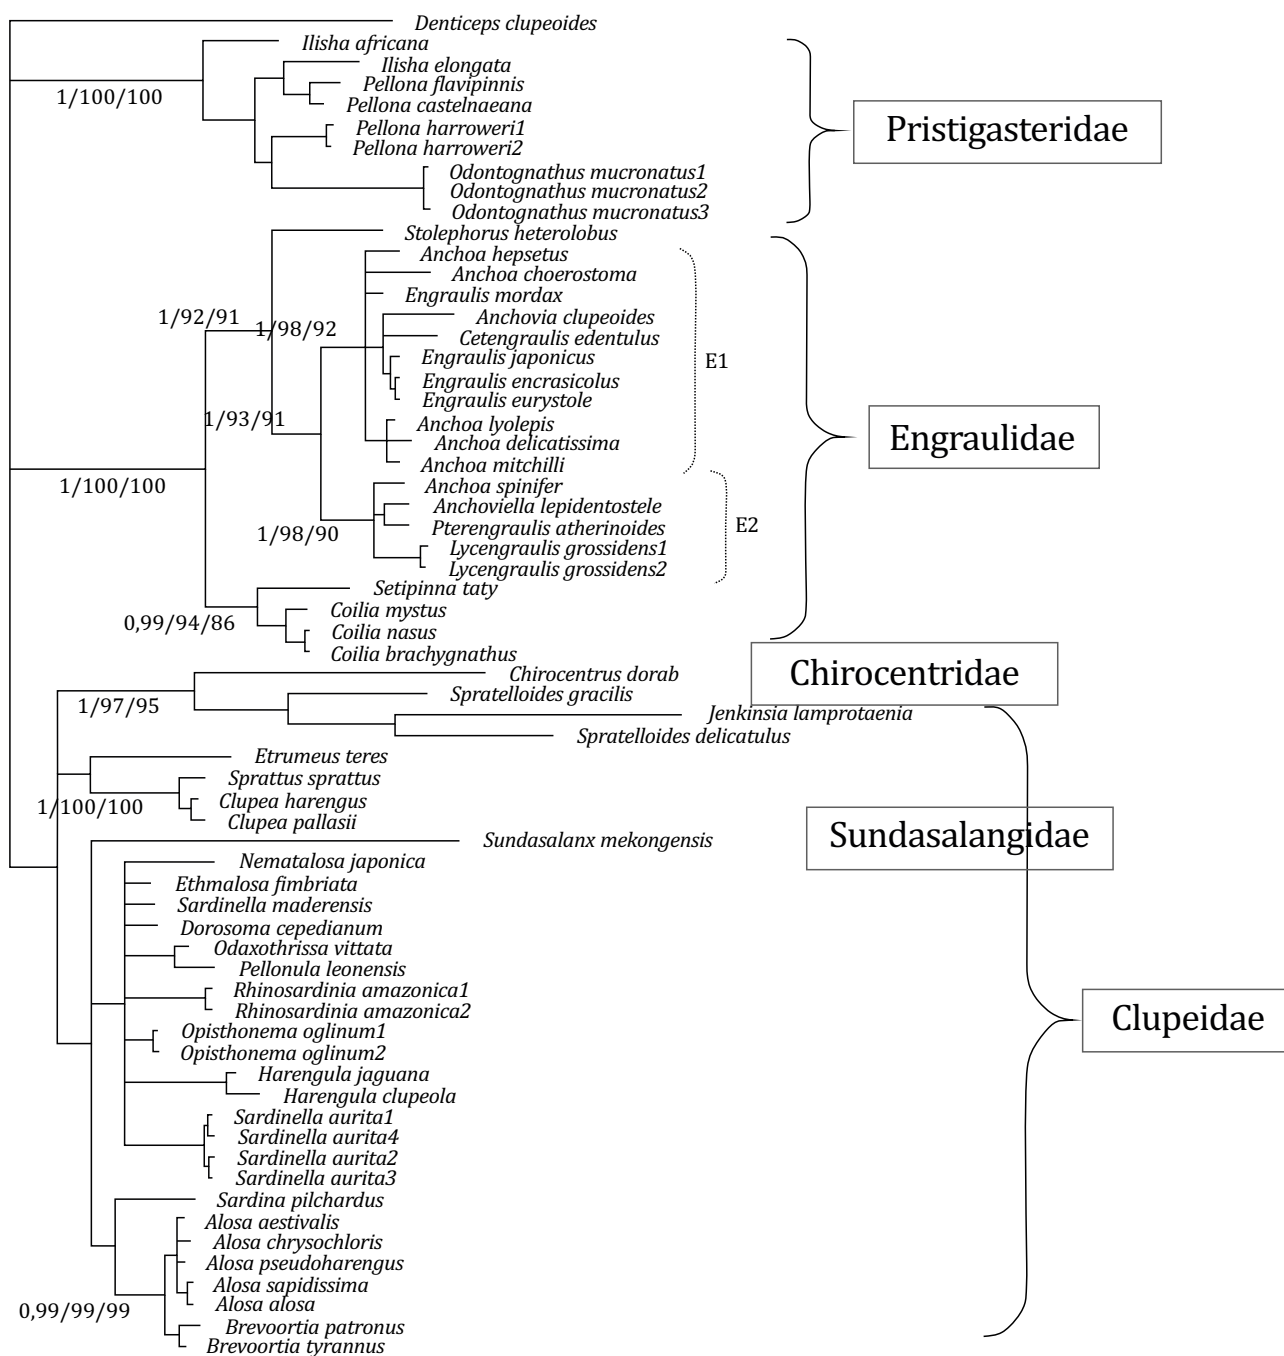 Denticeps clupeoides
Ilisha africana
Ilisha elongata
Pellona flavipinnis
1/100/100
Pellona castelnaeana
Pellona harroweri1
Pristigasteridae
Pellona harroweri2
Odontognathus mucronatus1
Odontognathus mucronatus2
Odontognathus mucronatus3
Stolephorus heterolobus
Anchoa hepsetus
Anchoa choerostoma
Engraulis mordax
1/92/91
Anchovia clupeoides
1/98/92
Cetengraulis edentulus
Engraulis japonicus
E1
Engraulis encrasicolus
Engraulis eurystole
1/93/91
Anchoa lyolepis
Anchoa delicatissima
Engraulidae
Anchoa mitchilli
1/100/100
Anchoa spinifer
Anchoviella lepidentostele
Pterengraulis atherinoides
E2
1/98/90
Lycengraulis grossidens1
Lycengraulis grossidens2
Setipinna taty
Coilia mystus
0,99/94/86
Coilia nasus
Coilia brachygnathus
Chirocentrus dorab
Chirocentridae
Spratelloides gracilis
1/97/95
Jenkinsia lamprotaenia
Spratelloides delicatulus
Etrumeus teres
Sprattus sprattus
1/100/100
Clupea harengus
Clupea pallasii
Sundasalangidae
Sundasalanx mekongensis
Nematalosa japonica
Ethmalosa fimbriata
Sardinella maderensis
Dorosoma cepedianum
Odaxothrissa vittata
Pellonula leonensis
Rhinosardinia amazonica1
Rhinosardinia amazonica2
Clupeidae
Opisthonema oglinum1
Opisthonema oglinum2
Harengula jaguana
Harengula clupeola
Sardinella aurita1
Sardinella aurita4
Sardinella aurita2
Sardinella aurita3
Sardina pilchardus
Alosa aestivalis
Alosa chrysochloris
Alosa pseudoharengus
Alosa sapidissima
Alosa alosa
0,99/99/99
Brevoortia patronus
Brevoortia tyrannus